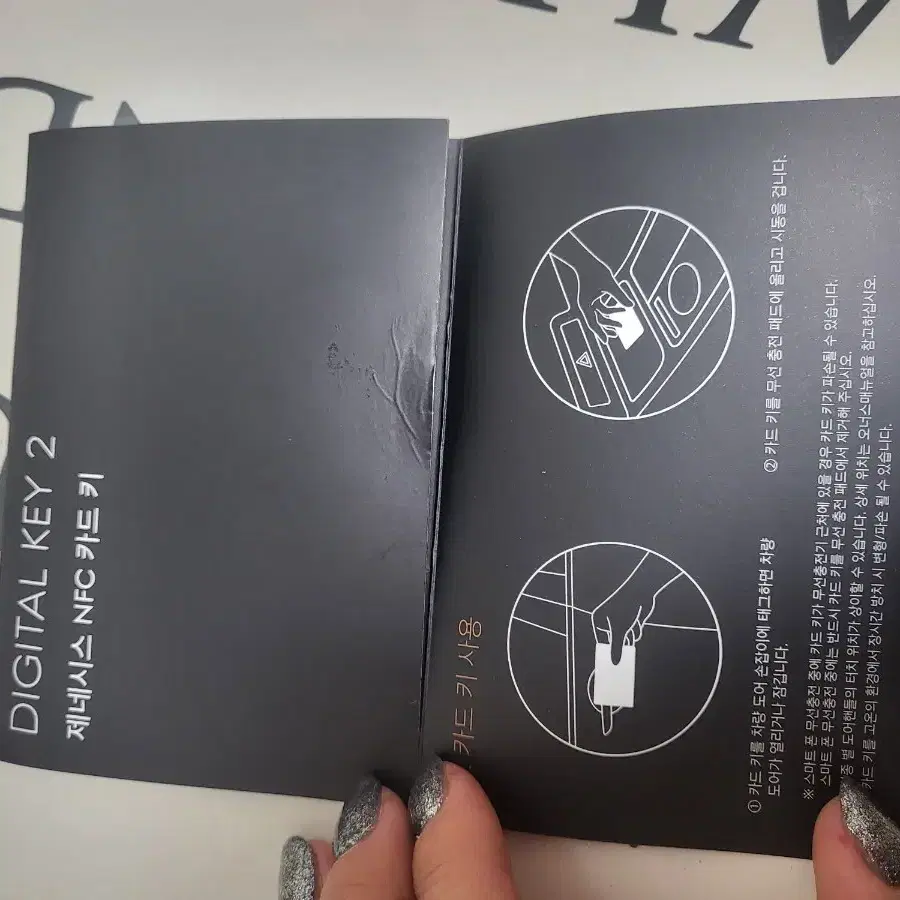 DIGITAL KEY 2
제네시스 NFC 카드 키
카드 키 사용
① 카드 키를 차량 도어 손잡이에 태그하면 차량
도어가 열리거나 잠깁니다.
② 카드 키를 무선 충전 패드에 올리고 시동을 겁니다.
※ 스마트 폰 무선충전 중에 카드 키가 무선충전기 근처에 있을 경우 카드 키가 파손될 수 있습니다.
스마트 폰 무선충전 중에는 반드시 카드 키를 무선 충전 패드에서 제거해 주십시오.
종 별 도어핸들의 터치 위치가 상이할 수 있습니다. 상세 위치는 오너스매뉴얼을 참고하십시오.
카드 키를 고온의 환경에서 장시간 방치 시 변형/파손 될 수 있습니다.